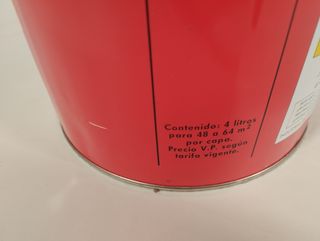 Contenido: 4 litros
para 48 a 64 m²
por capa.
Precio V.P. según
tarifa vigente.